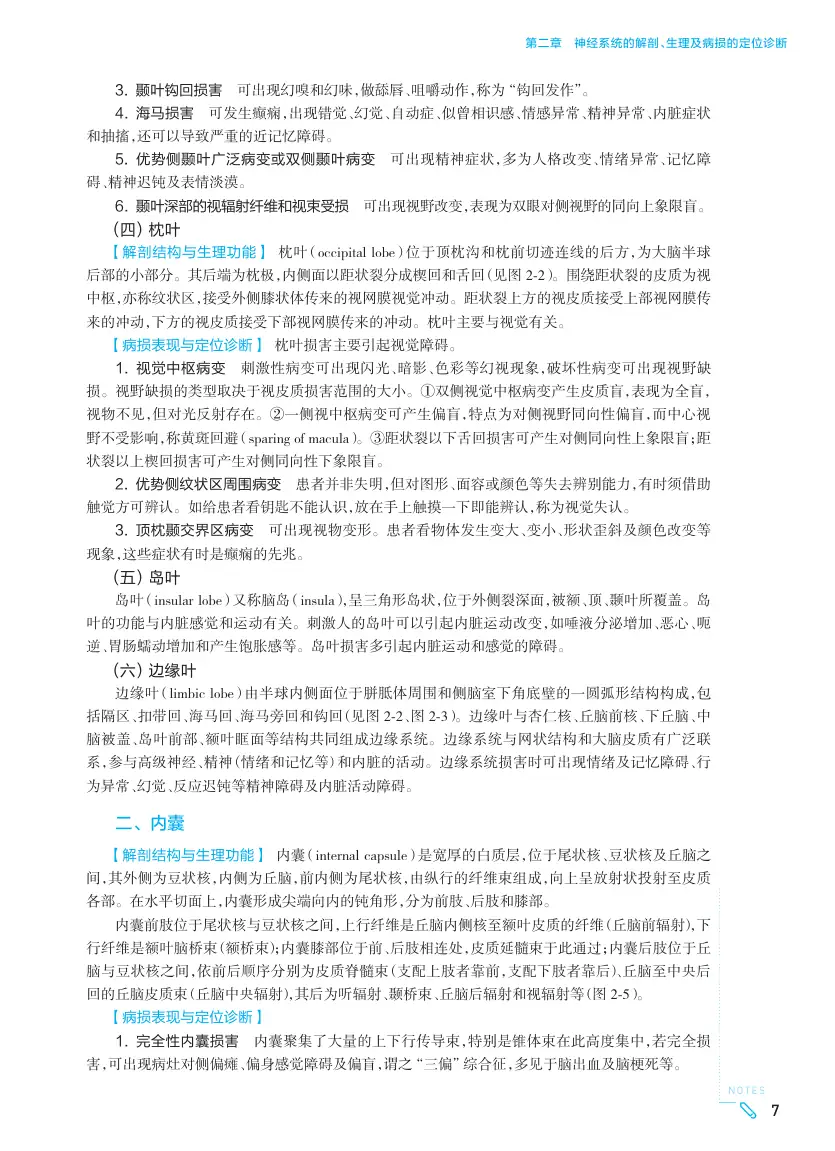 第二章 神经系统的解剖、生理及病损的定位诊断
3. 颞叶钩回损害 可出现幻嗅和幻味,做舔唇、咀嚼动作,称为“钩回发作”。
4. 海马损害 可发生癫痫,出现错觉、幻觉、自动症、似曾相识感、情感异常、精神异常、内脏症状
和抽搐,还可以导致严重的近记忆障碍。
5. 优势侧颞叶广泛病变或双侧颞叶病变 可出现精神症状,多为人格改变、情绪异常、记忆障
碍、精神迟钝及表情淡漠。
6. 颞叶深部的视辐射纤维和视束受损 可出现视野改变,表现为双眼对侧视野的同向上象限盲。
(四)枕叶
【解剖结构与生理功能】 枕叶(occipital lobe)位于顶枕沟和枕前切迹连线的后方,为大脑半球
后部的小部分。其后端为枕极,内侧面以距状裂分成楔回和舌回(见图 2-2)。围绕距状裂的皮质为视
中枢,亦称纹状区,接受外侧膝状体传来的视网膜视觉冲动。距状裂上方的视皮质接受上部视网膜传
来的冲动,下方的视皮质接受下部视网膜传来的冲动。枕叶主要与视觉有关。
【病损表现与定位诊断】 枕叶损害主要引起视觉障碍。
1. 视觉中枢病变 刺激性病变可出现闪光、暗影、色彩等幻视现象,破坏性病变可出现视野缺
损。视野缺损的类型取决于视皮质损害范围的大小。①双侧视觉中枢病变产生皮质盲,表现为全盲,
视物不见,但对光反射存在。②一侧视中枢病变可产生偏盲,特点为对侧视野同向性偏盲,而中心视
野不受影响,称黄斑回避(sparing of macula)。③距状裂以下舌回损害可产生对侧同向性上象限盲;距
状裂以上楔回损害可产生对侧同向性下象限盲。
2. 优势侧纹状区周围病变 患者并非失明,但对图形、面容或颜色等失去辨别能力,有时须借助
触觉方可辨认。如给患者看钥匙不能认识,放在手上触摸一下即能辨认,称为视觉失认。
3. 顶枕颞交界区病变 可出现视物变形。患者看物体发生变大、变小、形状歪斜及颜色改变等
现象,这些症状有时是癫痫的先兆。
(五)岛叶
岛叶(insular lobe)又称脑岛(insula),呈三角形岛状,位于外侧裂深面,被额、顶、颞叶所覆盖。岛
叶的功能与内脏感觉和运动有关。刺激人的岛叶可以引起内脏运动改变,如唾液分泌增加、恶心、呃
逆、胃肠蠕动增加和产生饱胀感等。岛叶损害多引起内脏运动和感觉的障碍。
(六)边缘叶
边缘叶(limbic lobe)由半球内侧面位于胼胝体周围和侧脑室下角底壁的一圆弧形结构构成,包
括隔区、扣带回、海马回、海马旁回和钩回(见图 2-2、图 2-3)。边缘叶与杏仁核、丘脑前核、下丘脑、中
脑被盖、岛叶前部、额叶眶面等结构共同组成边缘系统。边缘系统与网状结构和大脑皮质有广泛联
系,参与高级神经、精神(情绪和记忆等)和内脏的活动。边缘系统损害时可出现情绪及记忆障碍、行
为异常、幻觉、反应迟钝等精神障碍及内脏活动障碍。
二、内囊
【解剖结构与生理功能】 内囊(internal capsule)是宽厚的白质层,位于尾状核、豆状核及丘脑之
间,其外侧为豆状核,内侧为丘脑,前内侧为尾状核,由纵行的纤维束组成,向上呈放射状投射至皮质
各部。在水平切面上,内囊形成尖端向内的钝角形,分为前肢、后肢和膝部。
内囊前肢位于尾状核与豆状核之间,上行纤维是丘脑内侧核至额叶皮质的纤维(丘脑前辐射),下
行纤维是额叶脑桥束(额桥束);内囊膝部位于前、后肢相连处,皮质延髓束于此通过;内囊后肢位于丘
脑与豆状核之间,依前后顺序分别为皮质脊髓束(支配上肢者靠前,支配下肢者靠后)、丘脑至中央后
回的丘脑皮质束(丘脑中央辐射),其后为听辐射、颞桥束、丘脑后辐射和视辐射等(图 2-5)。
【病损表现与定位诊断】
1. 完全性内囊损害 内囊聚集了大量的上下行传导束,特别是锥体束在此高度集中,若完全损
害,可出现病灶对侧偏瘫、偏身感觉障碍及偏盲,谓之“三偏”综合征,多见于脑出血及脑梗死等。
NOTES
7